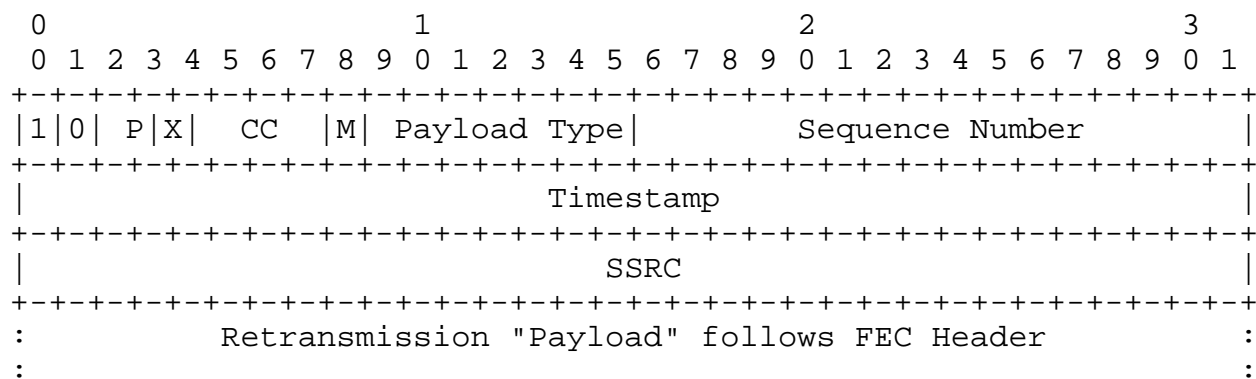 0                   1                   2                   3
 0 1 2 3 4 5 6 7 8 9 0 1 2 3 4 5 6 7 8 9 0 1 2 3 4 5 6 7 8 9 0 1
+-+-+-+-+-+-+-+-+-+-+-+-+-+-+-+-+-+-+-+-+-+-+-+-+-+-+-+-+-+-+-+-+
|1|0| P|X|  CC   |M| Payload Type|        Sequence Number        |
+-+-+-+-+-+-+-+-+-+-+-+-+-+-+-+-+-+-+-+-+-+-+-+-+-+-+-+-+-+-+-+-+
|                           Timestamp                           |
+-+-+-+-+-+-+-+-+-+-+-+-+-+-+-+-+-+-+-+-+-+-+-+-+-+-+-+-+-+-+-+-+
|                              SSRC                             |
+-+-+-+-+-+-+-+-+-+-+-+-+-+-+-+-+-+-+-+-+-+-+-+-+-+-+-+-+-+-+-+-+
:          Retransmission "Payload" follows FEC Header          :
:                                                               :